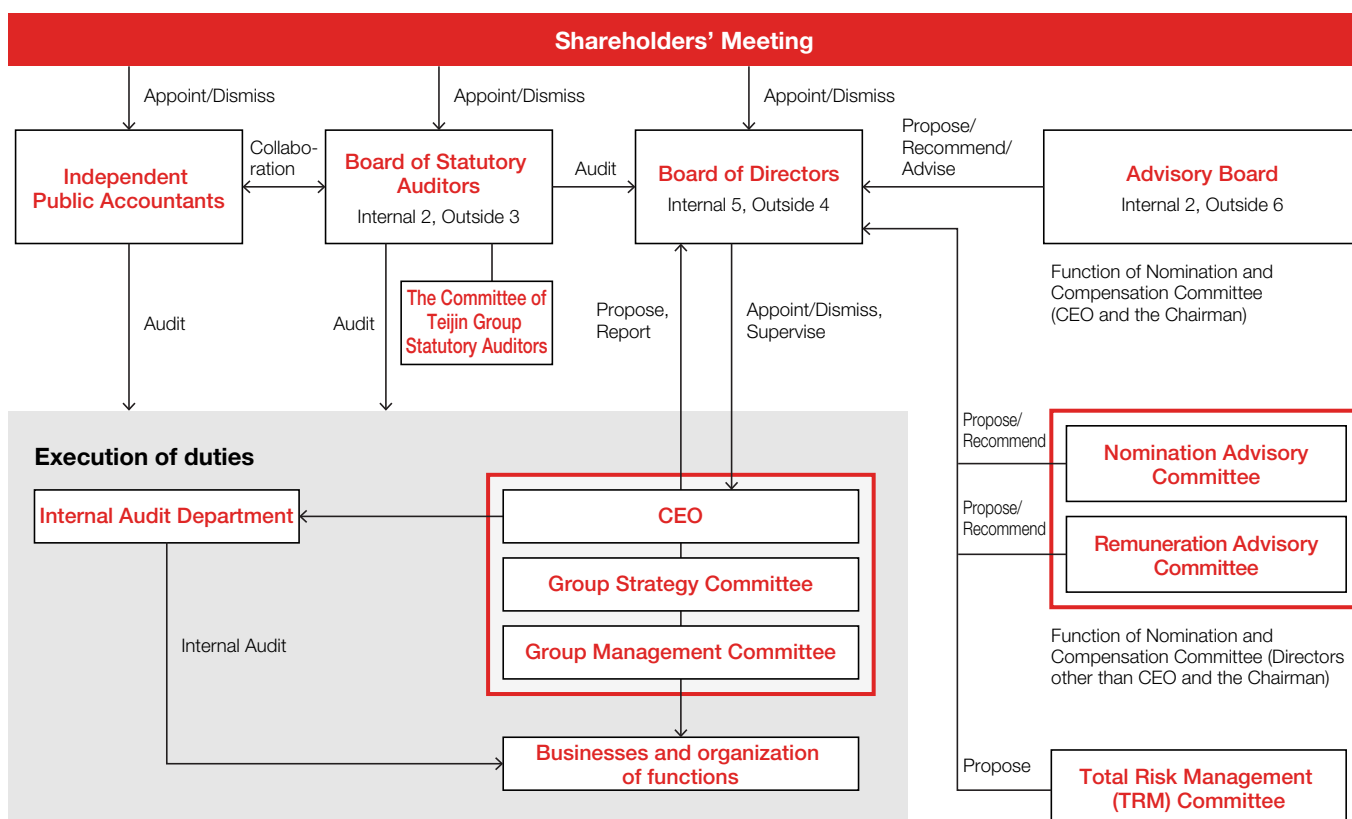 Shareholders’ Meeting
Appoint/Dismiss
Appoint/Dismiss
Appoint/Dismiss
Independent
Public Accountants
Collabo-
ration
Board of Statutory
Auditors
Internal 2, Outside 3
Audit
Board of Directors
Internal 5, Outside 4
Propose/
Recommend/
Advise
Advisory Board
Internal 2, Outside 6
Function of Nomination and
Compensation Committee
(CEO and the Chairman)
Audit
Audit
The Committee of
Teijin Group
Statutory Auditors
Propose,
Report
Appoint/Dismiss,
Supervise
Execution of duties
Internal Audit Department
CEO
Group Strategy Committee
Group Management Committee
Internal Audit
Businesses and organization
of functions
Propose/
Recommend
Nomination Advisory
Committee
Propose/
Recommend
Remuneration Advisory
Committee
Function of Nomination and
Compensation Committee (Directors
other than CEO and the Chairman)
Propose
Total Risk Management
(TRM) Committee